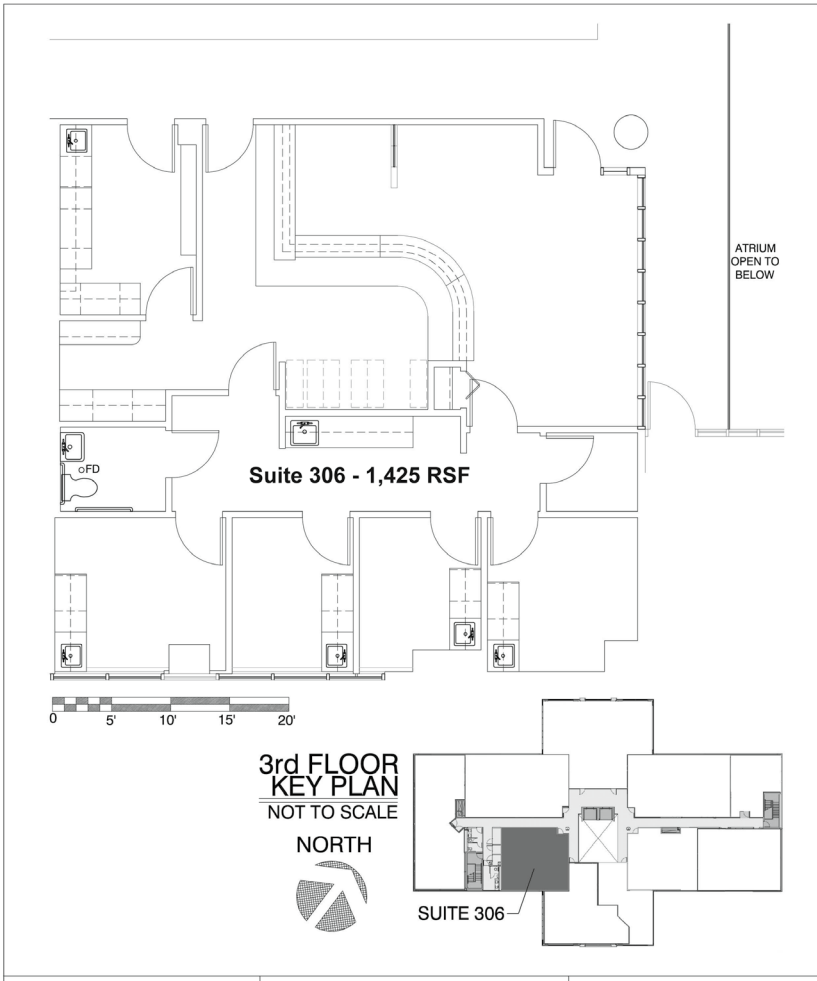 ATRIUM
OPEN TO
BELOW
FD
Suite 306 - 1,425 RSF
0 5' 10' 15' 20'
3rd FLOOR
KEY PLAN
NOT TO SCALE
NORTH
SUITE 306